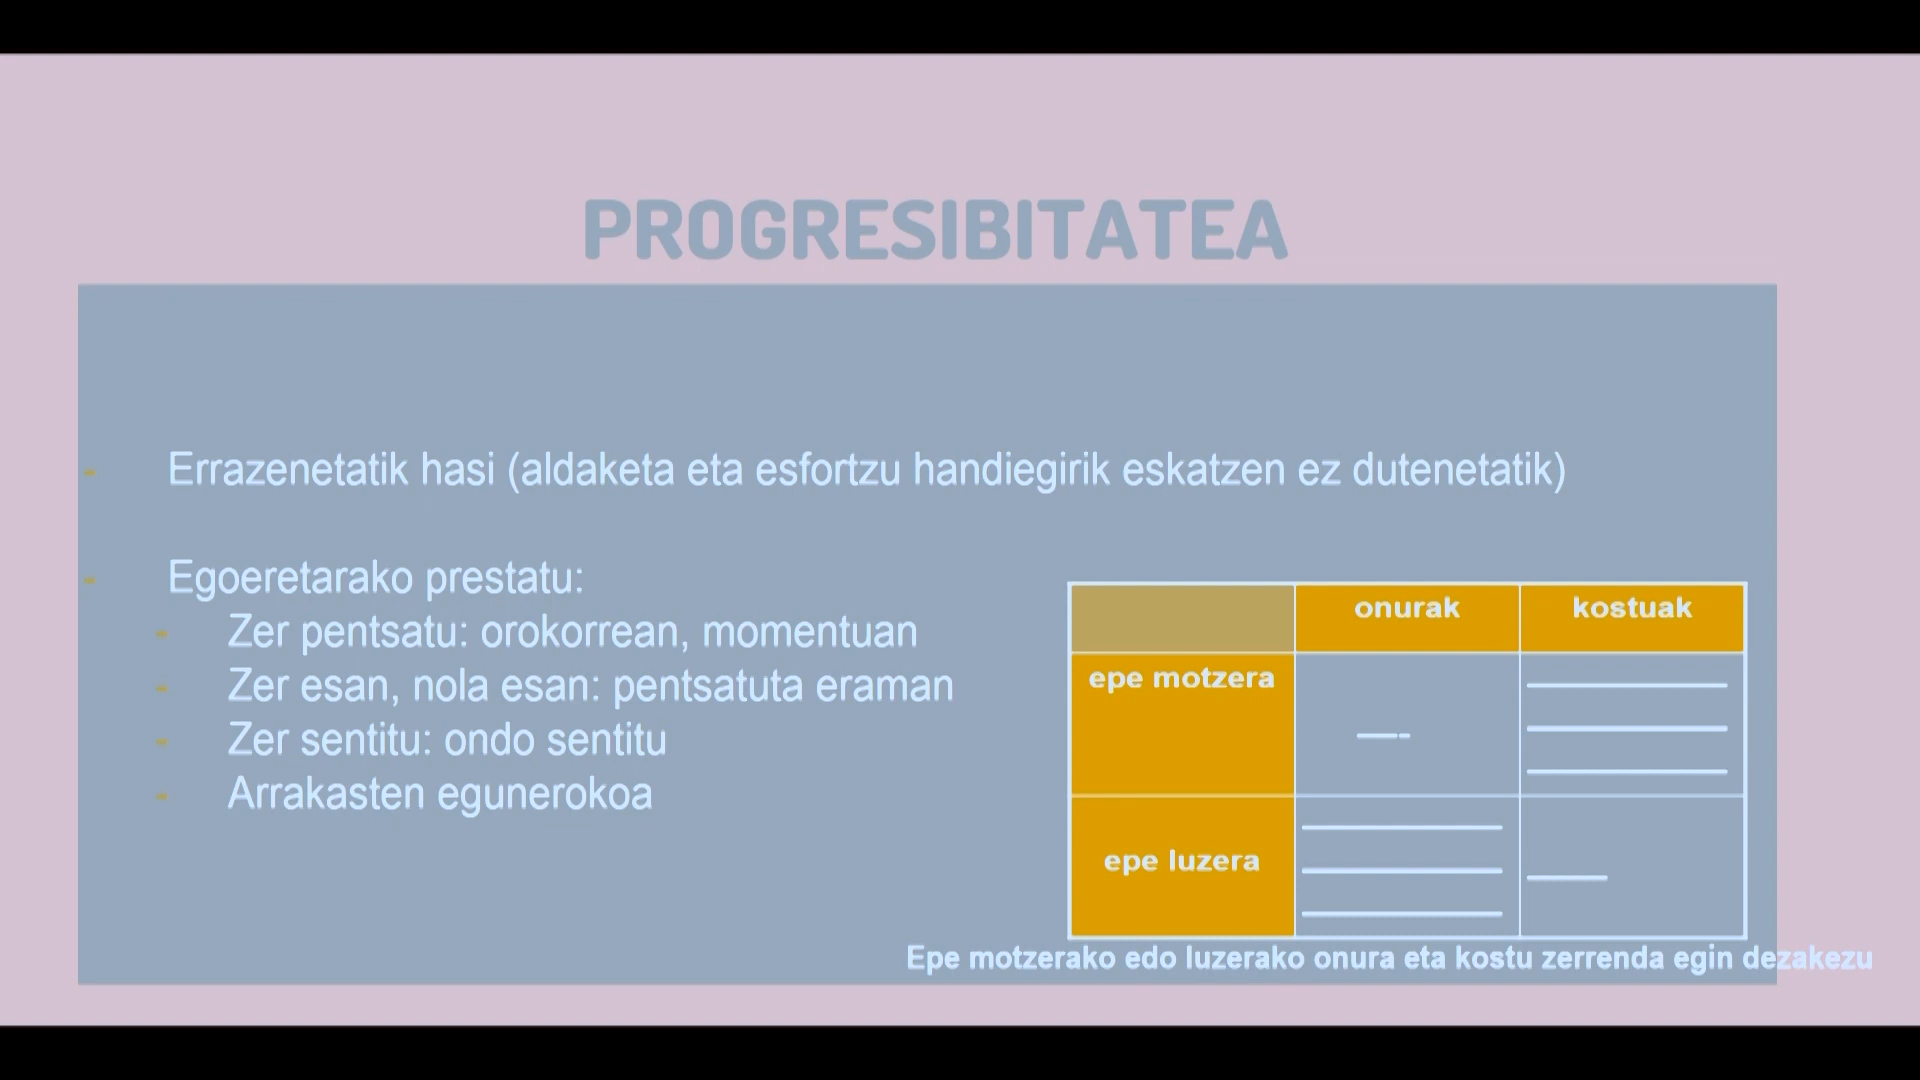 PROGRESIBITATEA
- Errazenetatik hasi (aldaketa eta esfortzu handiegirik eskatzen ez dutenetatik)
- Egoeretarako prestatu:
- Zer pentsatu: orokorrean, momentuan
- Zer esan, nola esan: pentsatuta eraman
- Zer sentitu: ondo sentitu
- Arrakasten egunerokoa
onurak kostuak
epe motzera
epe luzera
Epe motzerako edo luzerako onura eta kostu zerrenda egin dezakezu